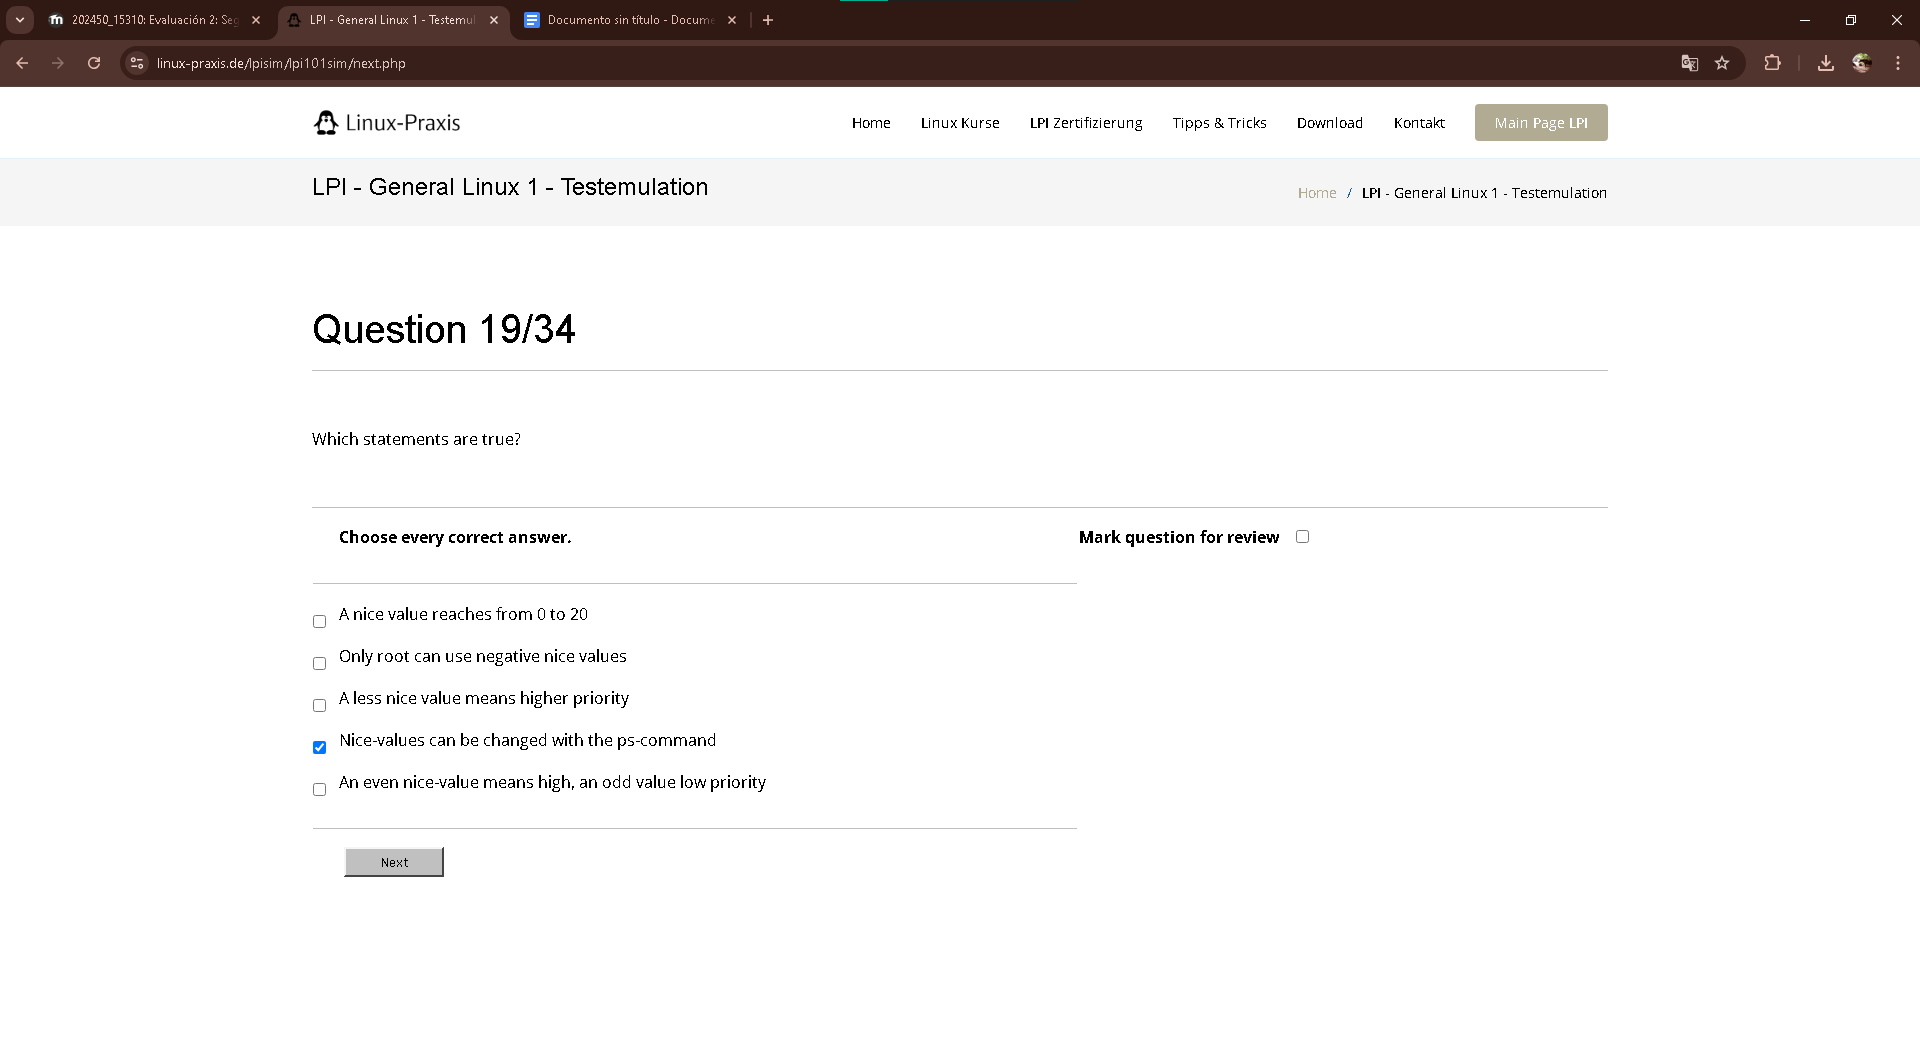 202450_15310: Evaluación 2: Seg
LPI - General Linux 1 - Testemul
Documento sin título - Docume
linux-praxis.de/lpisim/lpi101sim/next.php
Linux-Praxis
Home
Linux Kurse
LPI Zertifizierung
Tipps & Tricks
Download
Kontakt
Main Page LPI
LPI - General Linux 1 - Testemulation
Home / LPI - General Linux 1 - Testemulation
Question 19/34
Which statements are true?
Choose every correct answer.
Mark question for review
A nice value reaches from 0 to 20
Only root can use negative nice values
A less nice value means higher priority
Nice-values can be changed with the ps-command
An even nice-value means high, an odd value low priority
Next